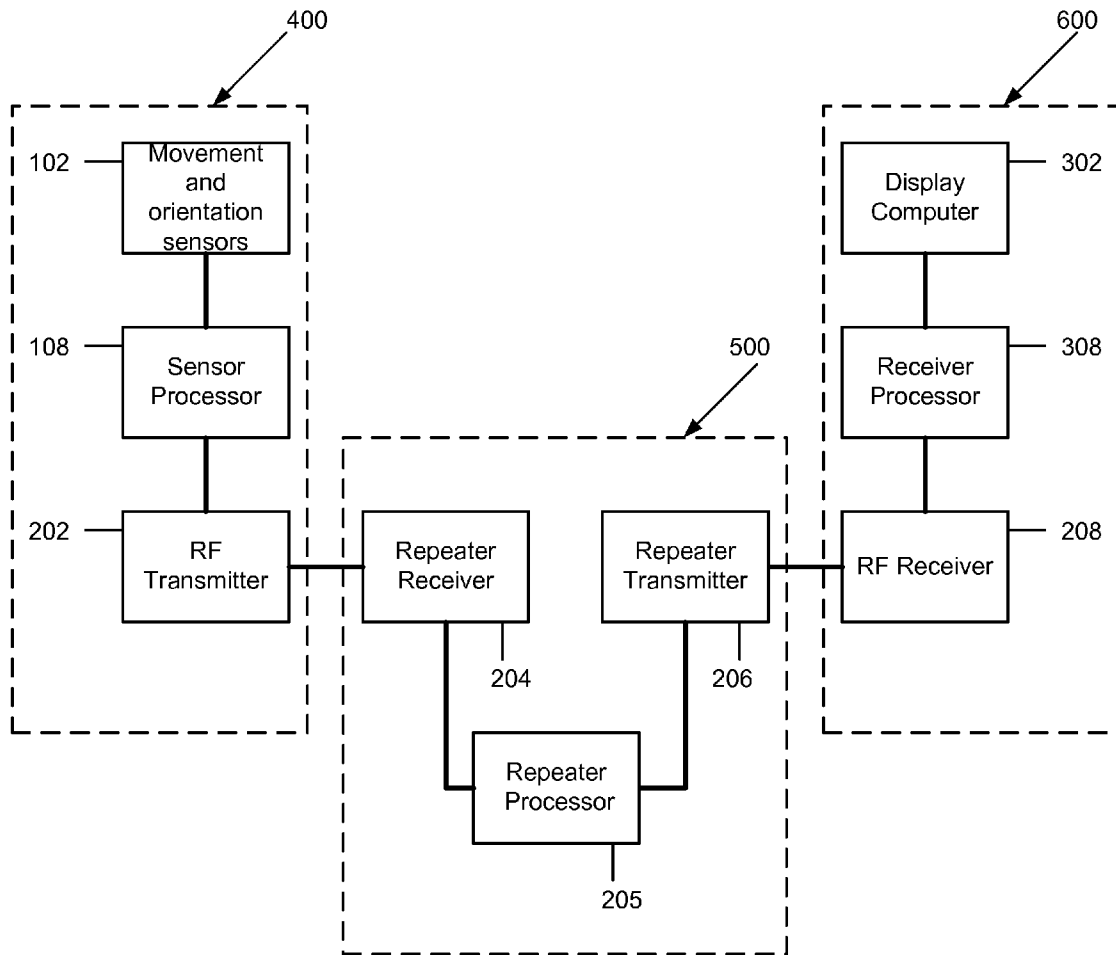 400
600
102
Movement
and
orientation
sensors
Display
Computer
302
108
Sensor
Processor
500
Receiver
Processor
308
202
RF
Transmitter
Repeater
Receiver
Repeater
Transmitter
RF Receiver
208
204
206
Repeater
Processor
205